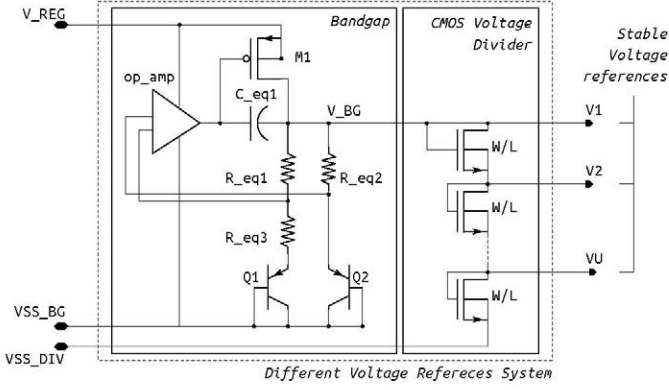 V_REG
Bandgap
CMOS Voltage
Divider
Stable
Voltage
references
M1
op_amp
C_eq1
V_BG
V1
W/L
R_eq1
R_eq2
V2
W/L
R_eq3
Q1
Q2
VU
W/L
VSS_BG
VSS_DIV
Different Voltage Refereces System